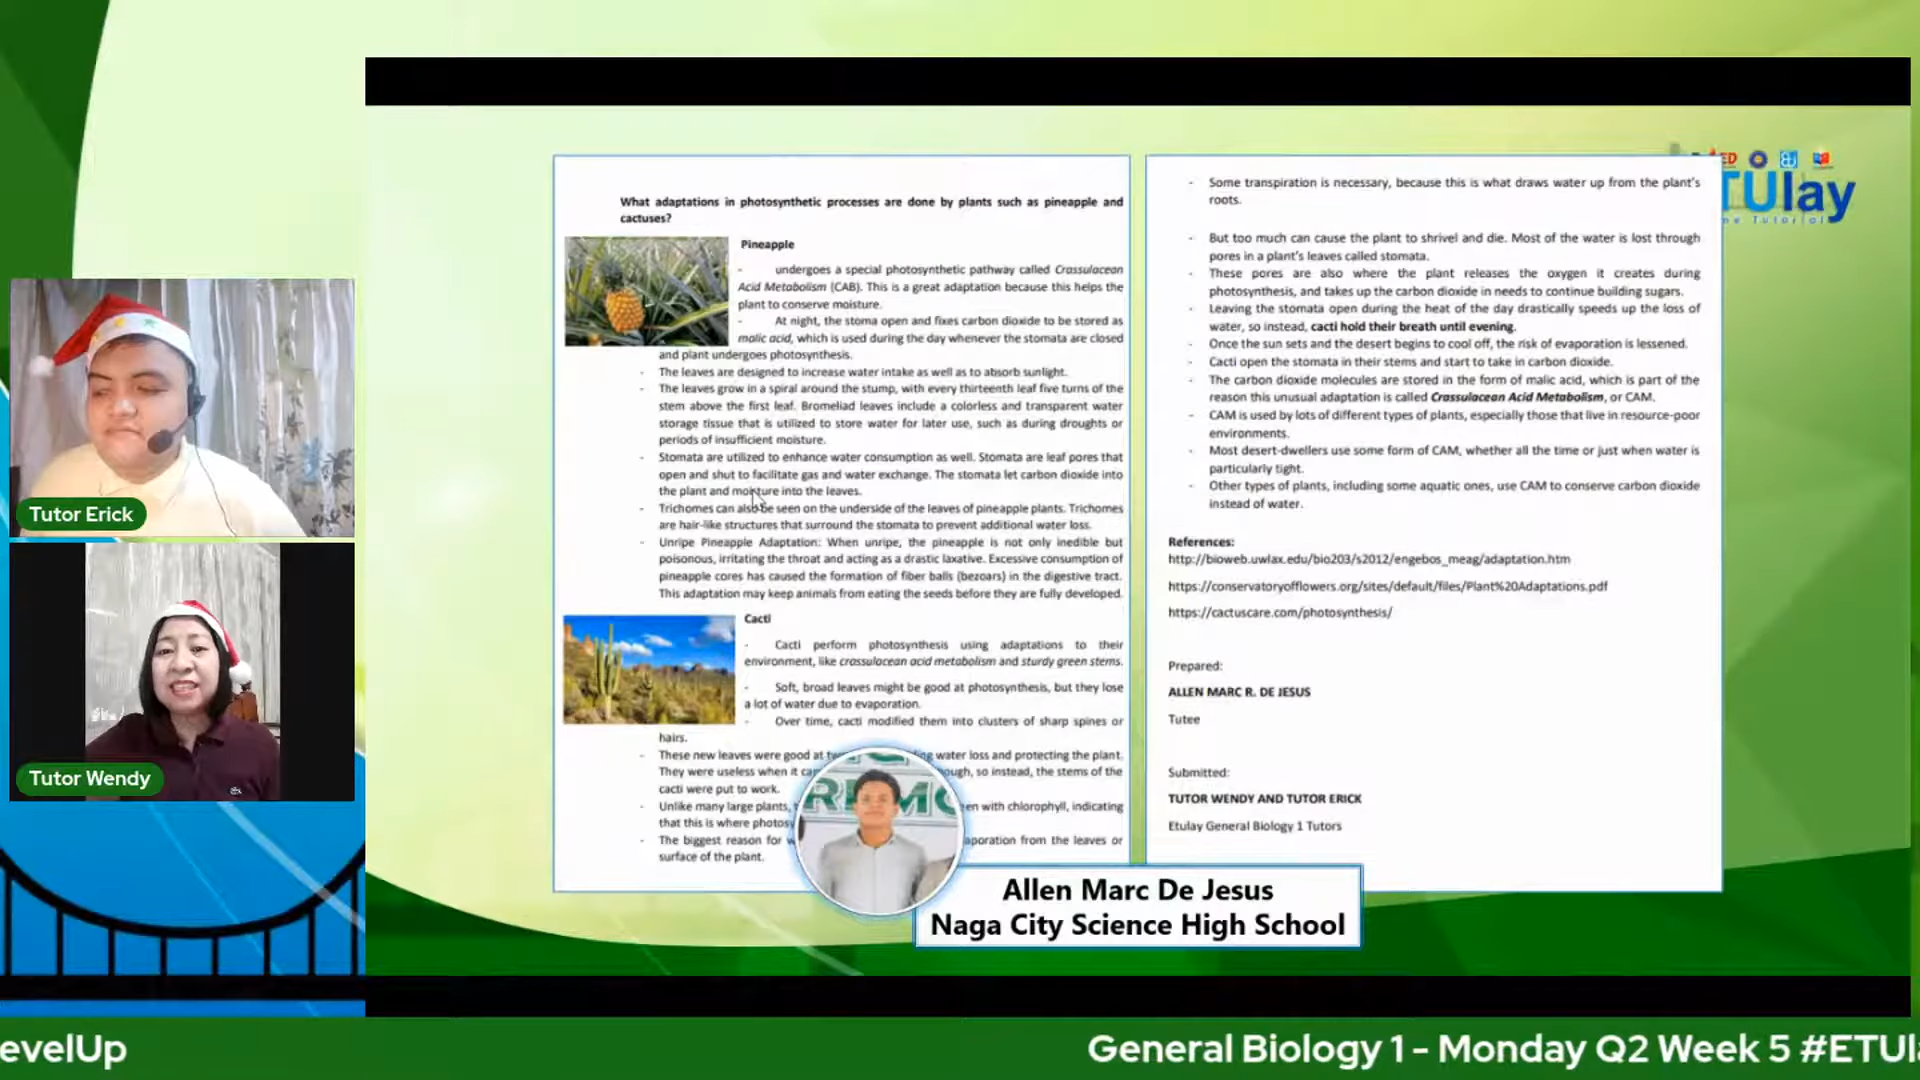 What adaptations in photosynthetic processes are done by plants such as pineapple and
cactuses?
Pineapple
- undergoes a special photosynthetic pathway called Crassulacean
Acid Metabolism (CAB). This is a great adaptation because this helps the
plant to conserve moisture.
- At night, the stoma open and fixes carbon dioxide to be stored as
malic acid, which is used during the day whenever the stomata are closed
and plant undergoes photosynthesis.
- The leaves are designed to increase water intake as well as to absorb sunlight.
- The leaves grow in a spiral around the stump, with every thirteenth leaf five turns of the
stem above the first leaf. Bromeliad leaves include a colorless and transparent water
storage tissue that is utilized to store water for later use, such as during droughts or
periods of insufficient moisture.
- Stomata are utilized to enhance water consumption as well. Stomata are leaf pores that
open and shut to facilitate gas and water exchange. The stomata let carbon dioxide into
the plant and moisture into the leaves.
- Trichomes can also be seen on the underside of the leaves of pineapple plants. Trichomes
are hair-like structures that surround the stomata to prevent additional water loss.
- Unripe Pineapple Adaptation: When unripe, the pineapple is not only inedible but
poisonous, irritating the throat and acting as a drastic laxative. Excessive consumption of
pineapple cores has caused the formation of fiber balls (bezoars) in the digestive tract.
This adaptation may keep animals from eating the seeds before they are fully developed.
Cacti
- Cacti perform photosynthesis using adaptations to their
environment, like crassulacean acid metabolism and sturdy green stems.
- Soft, broad leaves might be good at photosynthesis, but they lose
a lot of water due to evaporation.
- Over time, cacti modified them into clusters of sharp spines or
hairs.
- These new leaves were good at water loss and protecting the plant.
They were useless when it so instead, the stems of the
cacti were put to work.
- Unlike many large plants, with chlorophyll, indicating
that this is where
- The biggest reason for from the leaves or
surface of the plant.
- Some transpiration is necessary, because this is what draws water up from the plant's
roots.
- But too much can cause the plant to shrivel and die. Most of the water is lost through
pores in a plant's leaves called stomata.
- These pores are also where the plant releases the oxygen it creates during
photosynthesis, and takes up the carbon dioxide in needs to continue building sugars.
- Leaving the stomata open during the heat of the day drastically speeds up the loss of
water, so instead, cacti hold their breath until evening.
- Once the sun sets and the desert begins to cool off, the risk of evaporation is lessened.
- Cacti open the stomata in their stems and start to take in carbon dioxide.
- The carbon dioxide molecules are stored in the form of malic acid, which is part of the
reason this unusual adaptation is called Crassulacean Acid Metabolism, or CAM.
- CAM is used by lots of different types of plants, especially those that live in resource-poor
environments.
- Most desert-dwellers use some form of CAM, whether all the time or just when water is
particularly tight.
- Other types of plants, including some aquatic ones, use CAM to conserve carbon dioxide
instead of water.
References:
http://bioweb.uwlax.edu/bio203/s2012/engebos_meag/adaptation.htm
https://conservatoryofflowers.org/sites/default/files/Plant%20Adaptations.pdf
https://cactuscare.com/photosynthesis/
Prepared:
ALLEN MARC R. DE JESUS
Tutee
Submitted:
TUTOR WENDY AND TUTOR ERICK
Etulay General Biology 1 Tutors
TUlay
Tutor Erick
Tutor Wendy
Allen Marc De Jesus
Naga City Science High School
evelUp
General Biology 1 - Monday Q2 Week 5 #ETUl